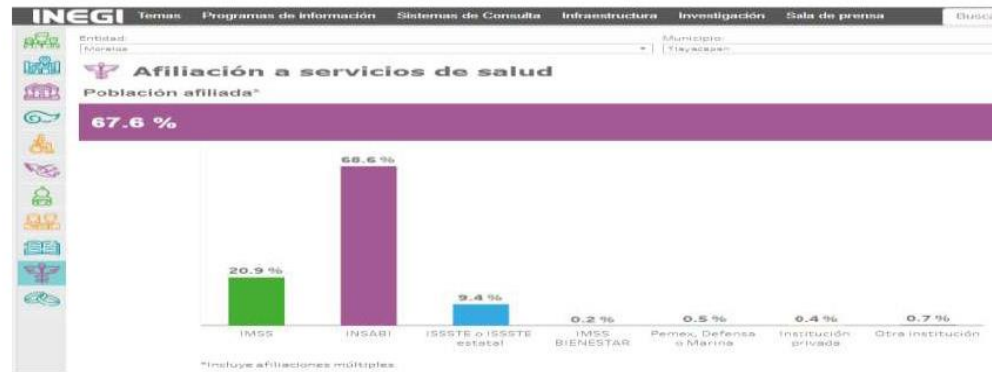 INEGI Temas Programas de información Sistemas de Consulta Infraestructura Investigación Sala de prensa Busca
Entidad: Municipio:
Morelos Tlayacapan
Afiliación a servicios de salud
Población afiliada*
67.6 %
68.6 %
20.9 %
9.4 %
0.2 % 0.5 % 0.4 % 0.7 %
IMSS INSABI ISSSTE o ISSSTE IMSS Pemex, Defensa Institución Otra institución
estatal BIENESTAR o Marina privada
*Incluye afiliaciones múltiples